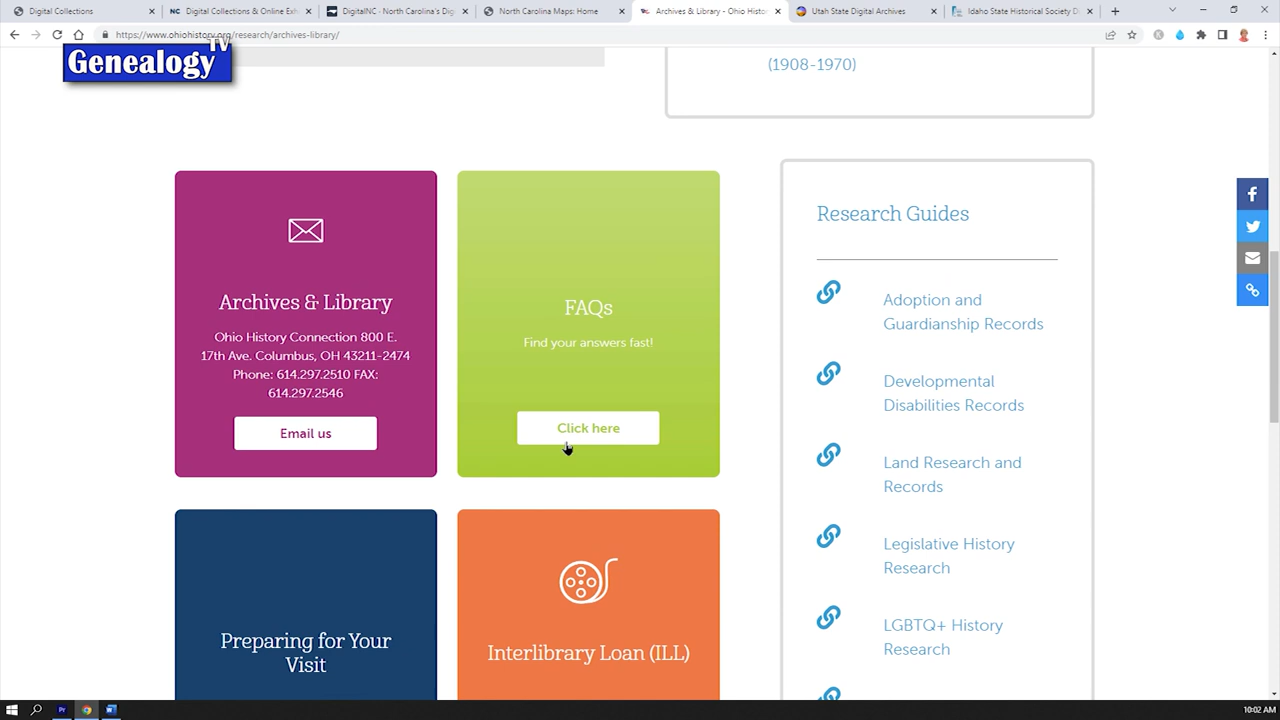 Digital Collections
Digital Collections & Online Exh
DigitalNC - North Carolina's Dig
North Carolina Maps: Home
Archives & Library - Ohio Histor
Utah State Digital Archives
Idaho State Historical Society D
https://www.ohiohistory.org/research/archives-library/
Genealogy TV
(1908-1970)
Archives & Library
Ohio History Connection 800 E.
17th Ave. Columbus, OH 43211-2474
Phone: 614.297.2510 FAX:
614.297.2546
Email us
FAQs
Find your answers fast!
Click here
Preparing for Your
Visit
Interlibrary Loan (ILL)
Research Guides
Adoption and
Guardianship Records
Developmental
Disabilities Records
Land Research and
Records
Legislative History
Research
LGBTQ+ History
Research
10:02 AM